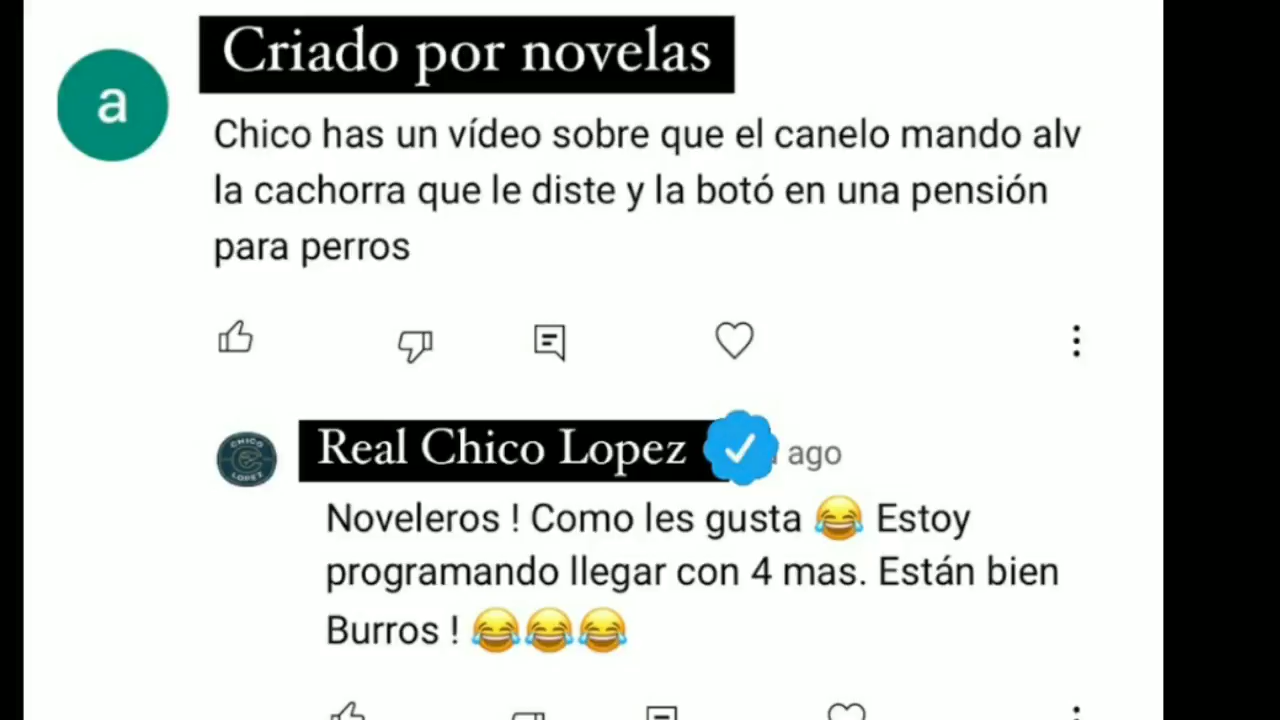 Criado por novelas
a
Chico has un vídeo sobre que el canelo mando alv
la cachorra que le diste y la botó en una pensión
para perros
Real Chico Lopez ago
CHICO
LOPEZ
Noveleros ! Como les gusta 😂 Estoy
programando llegar con 4 mas. Están bien
Burros ! 😂😂😂